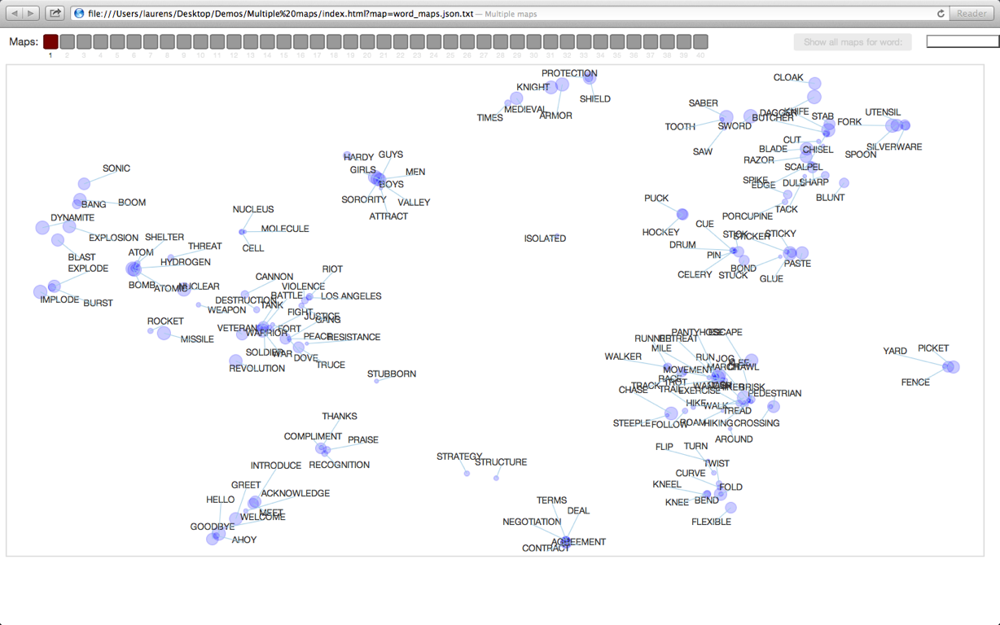 file:///Users/laurens/Desktop/Demos/Multiple%20maps/index.html?map=word_maps.json.txt — Multiple maps
Reader
Maps:
Show all maps for word:
1 2 3 4 5 6 7 8 9 10 11 12 13 14 15 16 17 18 19 20 21 22 23 24 25 26 27 28 29 30 31 32 33 34 35 36 37 38 39 40
PROTECTION
CLOAK
KNIGHT
SHIELD
SABER
MEDIEVAL
ARMOR
TIMES
DAGGER
KNIFE
UTENSIL
BUTCHER
STAB
FORK
TOOTH
SWORD
CUT
SILVERWARE
SAW
BLADE
CHISEL
SPOON
HARDY
GUYS
RAZOR
SONIC
GIRLS
MEN
SCALPEL
BOYS
SPIKE
EDGE
DULL
SHARP
BANG
BOOM
SORORITY
VALLEY
PUCK
BLUNT
NUCLEUS
ATTRACT
PORCUPINE
TACK
DYNAMITE
MOLECULE
HOCKEY
CUE
EXPLOSION
SHELTER
ISOLATED
STICK
STICKER
STICKY
THREAT
CELL
DRUM
BLAST
ATOM
HYDROGEN
PIN
PASTE
EXPLODE
RIOT
BOND
CANNON
CELERY
STUCK
GLUE
BOMB
ATOMIC
NUCLEAR
VIOLENCE
IMPLODE
BURST
DESTRUCTION
BATTLE
LOS ANGELES
WEAPON
TANK
FIGHT
JUSTICE
ROCKET
GANG
VETERAN
WARRIOR
FORT
MISSILE
PEACE
RESISTANCE
PANTYHOSE
ESCAPE
RUNNER
RETREAT
SOLDIER
WAR
DOVE
MILE
YARD
PICKET
REVOLUTION
TRUCE
WALKER
RUN
JOG
FLEE
CRAWL
STUBBORN
MOVEMENT
MARCH
RACE
TROT
FENCE
TRACK
TRAIL
EXERCISE
BRISK
CHASE
PEDESTRIAN
HIKE
WALK
TREAD
THANKS
STEEPLE
FOLLOW
ROAM
HIKING
CROSSING
COMPLIMENT
PRAISE
AROUND
FLIP
TURN
STRATEGY
STRUCTURE
RECOGNITION
INTRODUCE
TWIST
CURVE
GREET
KNEEL
FOLD
ACKNOWLEDGE
HELLO
TERMS
KNEE
BEND
MEET
WELCOME
DEAL
NEGOTIATION
FLEXIBLE
GOODBYE
AHOY
AGREEMENT
CONTRACT